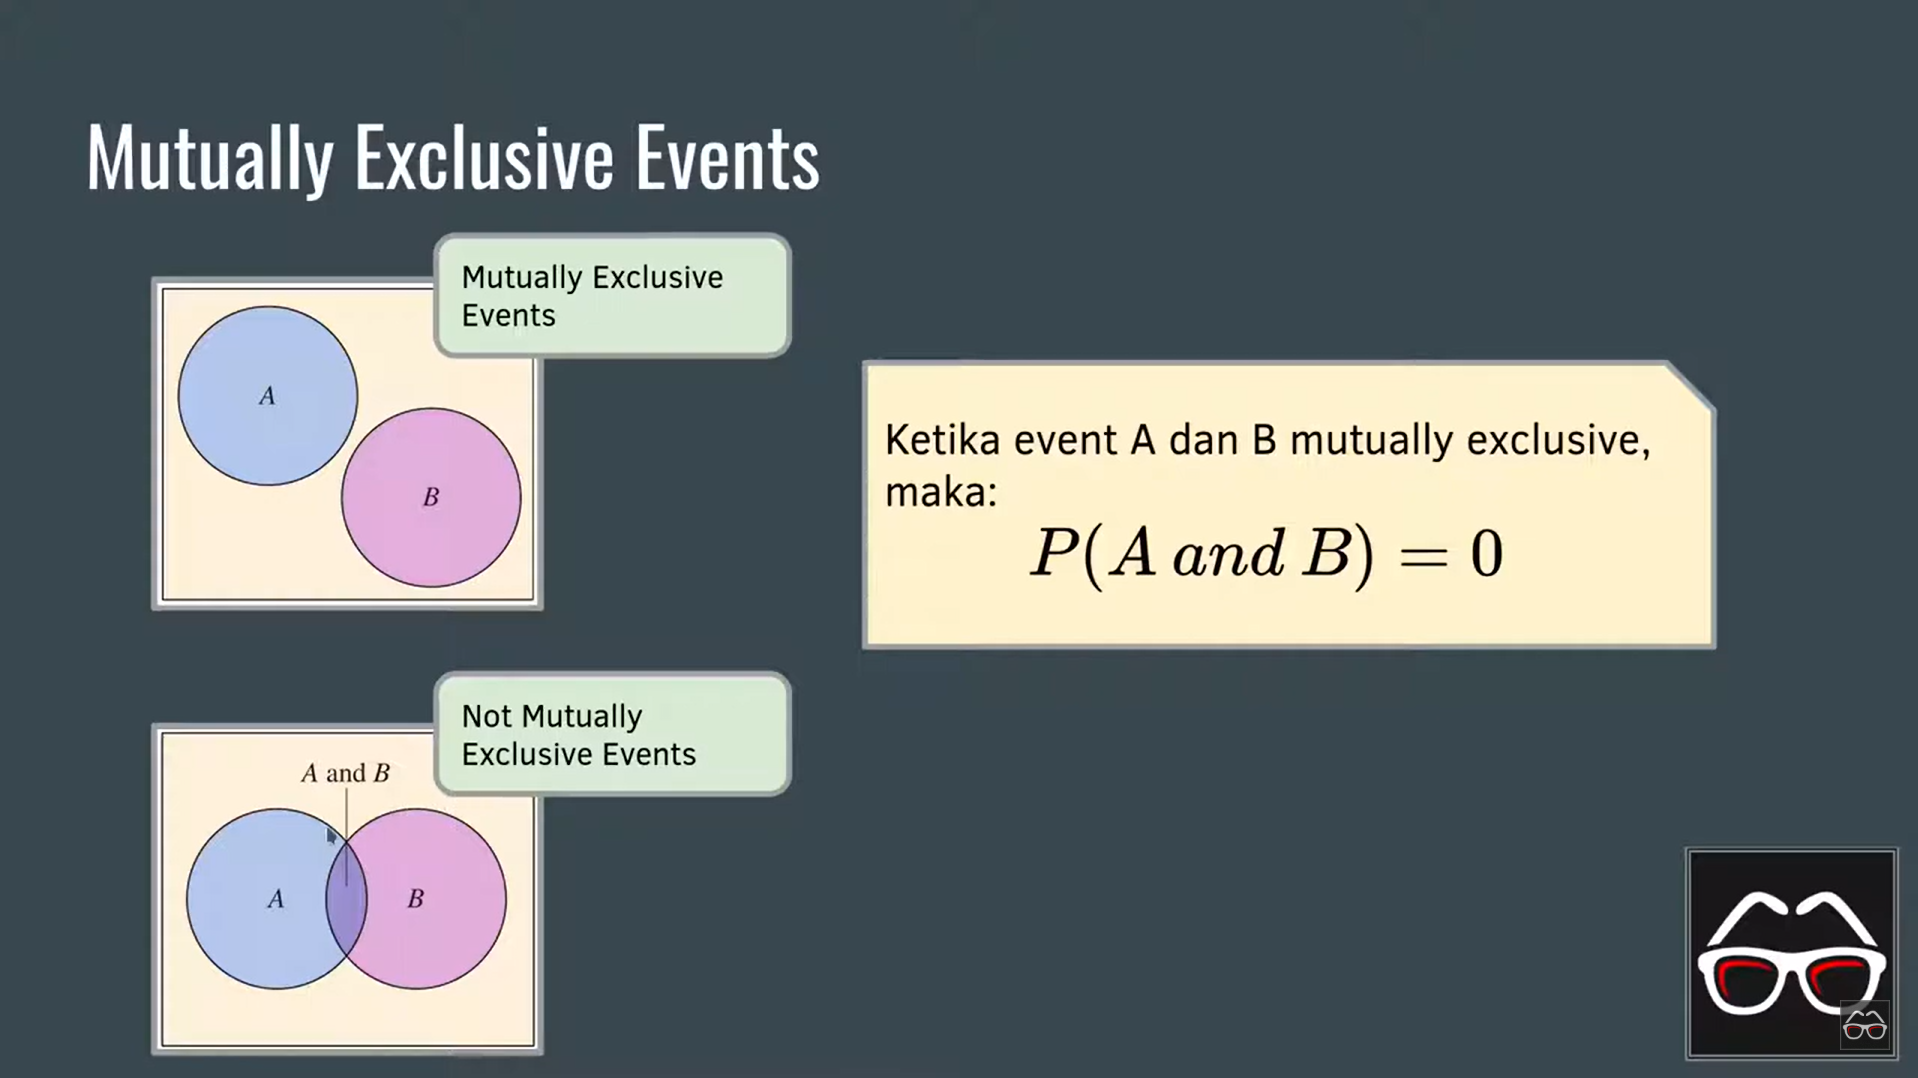 Mutually Exclusive Events
Mutually Exclusive
Events
A
B
Ketika event A dan B mutually exclusive,
maka:
P(A and B) = 0
Not Mutually
Exclusive Events
A and B
A
B